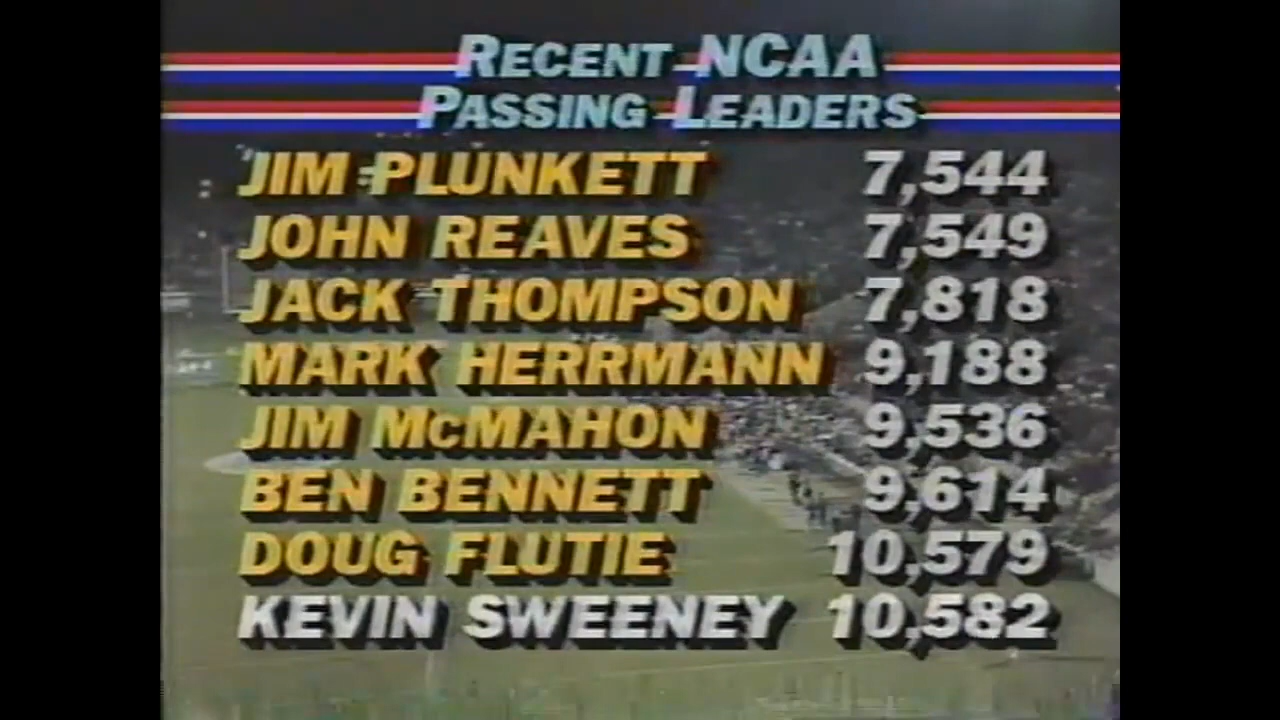 RECENT NCAA
PASSING LEADERS
JIM PLUNKETT 7,544
JOHN REAVES 7,549
JACK THOMPSON 7,818
MARK HERRMANN 9,188
JIM McMAHON 9,536
BEN BENNETT 9,614
DOUG FLUTIE 10,579
KEVIN SWEENEY 10,582